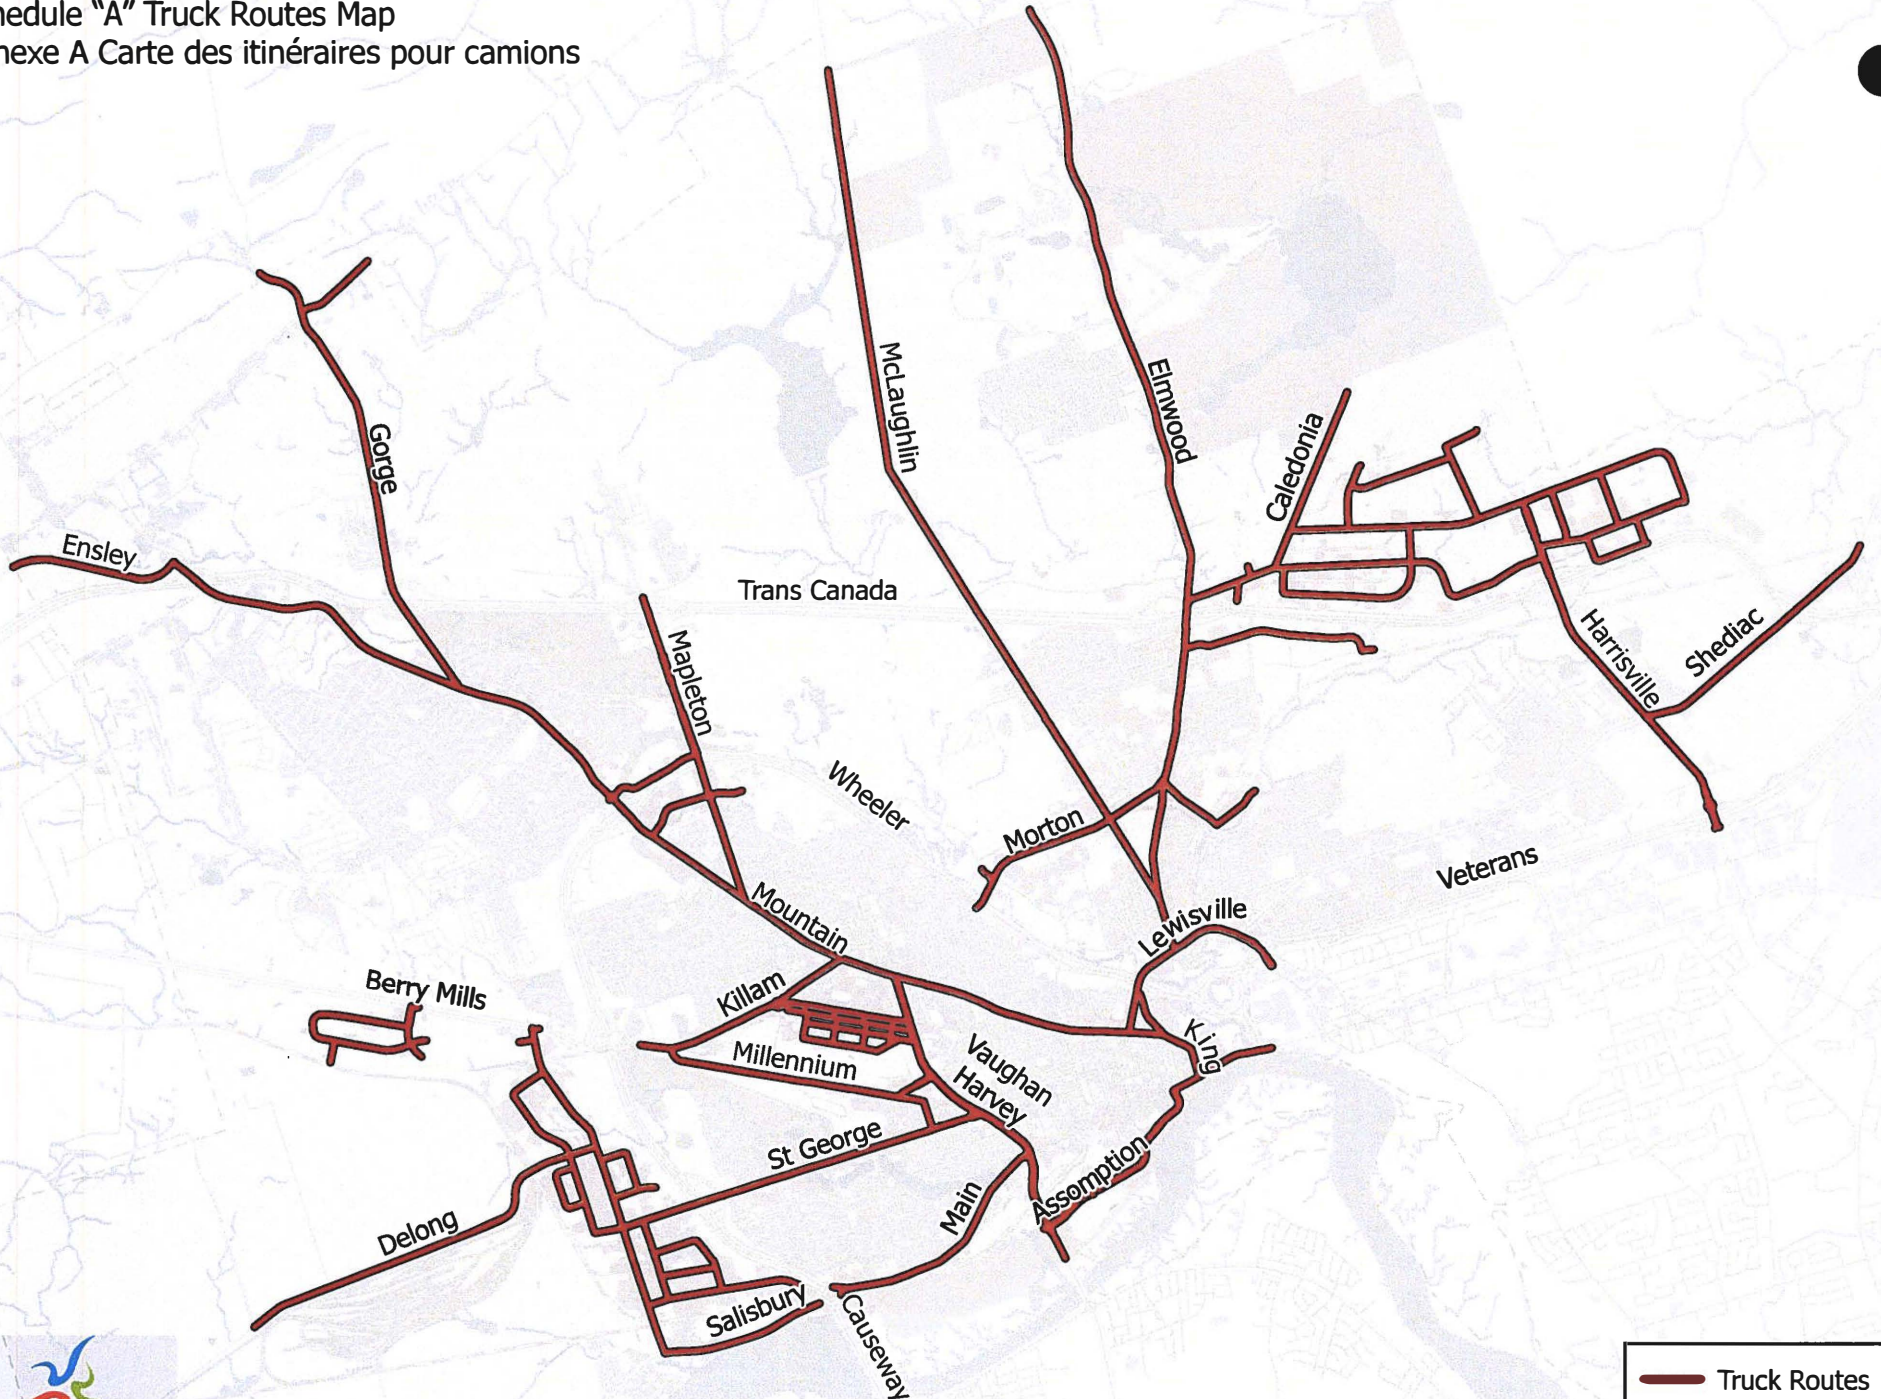 hedule “A” Truck Routes Map
nexe A Carte des itinéraires pour camions
McLaughlin
Elmwood
Gorge
Caledonia
Ensley
Trans Canada
Mapleton
Harrisville
Shediac
Wheeler
Morton
Veterans
Mountain
Lewisville
Berry Mills
Killam
King
Millennium
Vaughan
Harvey
St George
Assomption
Main
Delong
Salisbury
Causeway
Truck Routes